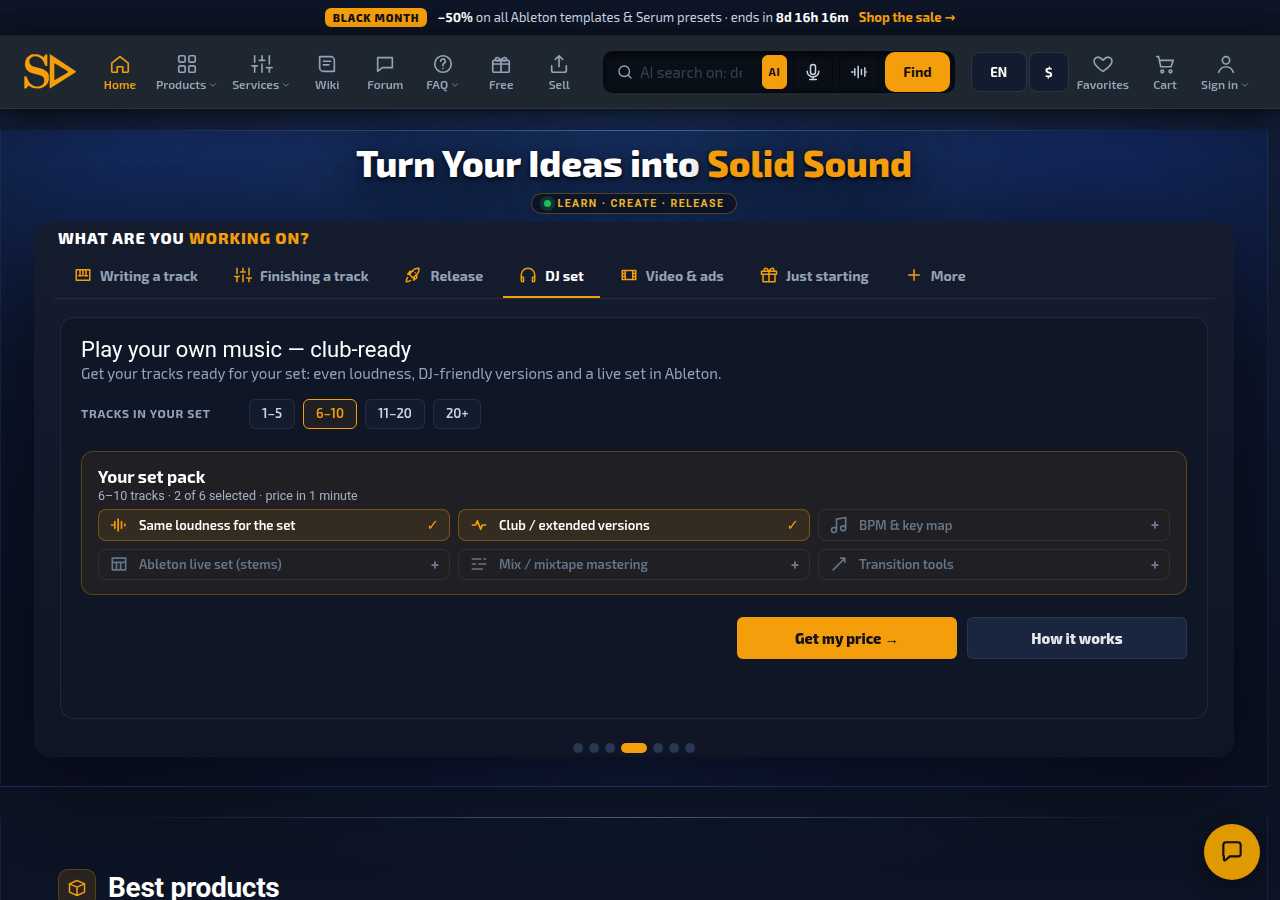 BLACK MONTH −50% on all Ableton templates & Serum presets · ends in 8d 16h 16m Shop the sale →
SD Home Products Services Wiki Forum FAQ Free Sell AI search on: dr AI Find EN $ Favorites Cart Sign in
Turn Your Ideas into Solid Sound
LEARN · CREATE · RELEASE
WHAT ARE YOU WORKING ON?
Writing a track Finishing a track Release DJ set Video & ads Just starting + More
Play your own music — club-ready
Get your tracks ready for your set: even loudness, DJ-friendly versions and a live set in Ableton.
TRACKS IN YOUR SET 1–5 6–10 11–20 20+
Your set pack
6–10 tracks · 2 of 6 selected · price in 1 minute
Same loudness for the set ✓ Club / extended versions ✓ BPM & key map +
Ableton live set (stems) + Mix / mixtape mastering + Transition tools +
Get my price → How it works
Best products